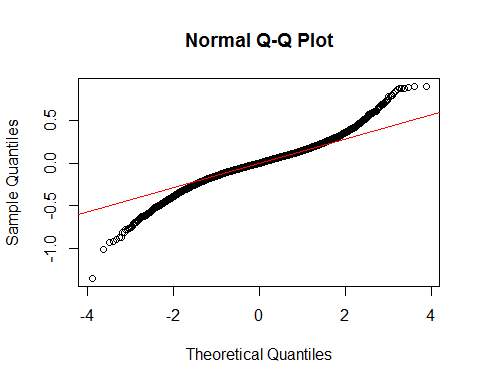 Normal Q-Q Plot
Sample Quantiles
0.5
0.0
-0.5
-1.0
-4 -2 0 2 4
Theoretical Quantiles